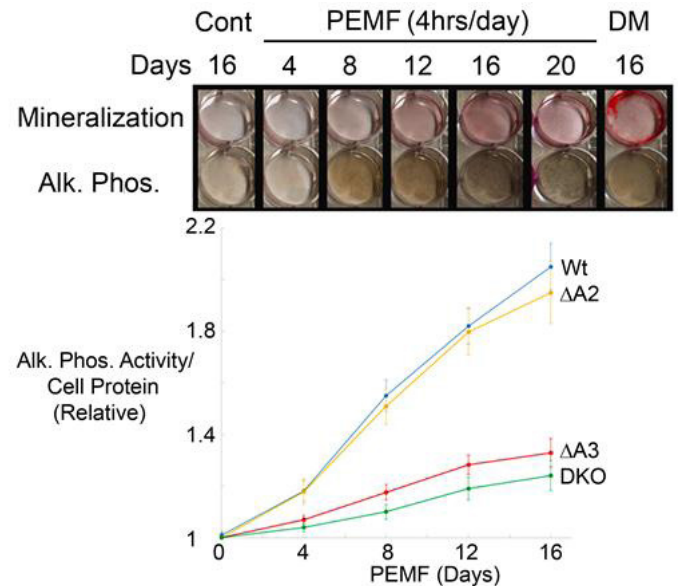 Cont PEMF (4hrs/day) DM
Days 16 4 8 12 16 20 16
Mineralization
Alk. Phos.
2.2
1.8
1.4
1
Alk. Phos. Activity/
Cell Protein
(Relative)
Wt
ΔA2
ΔA3
DKO
0 4 8 12 16
PEMF (Days)